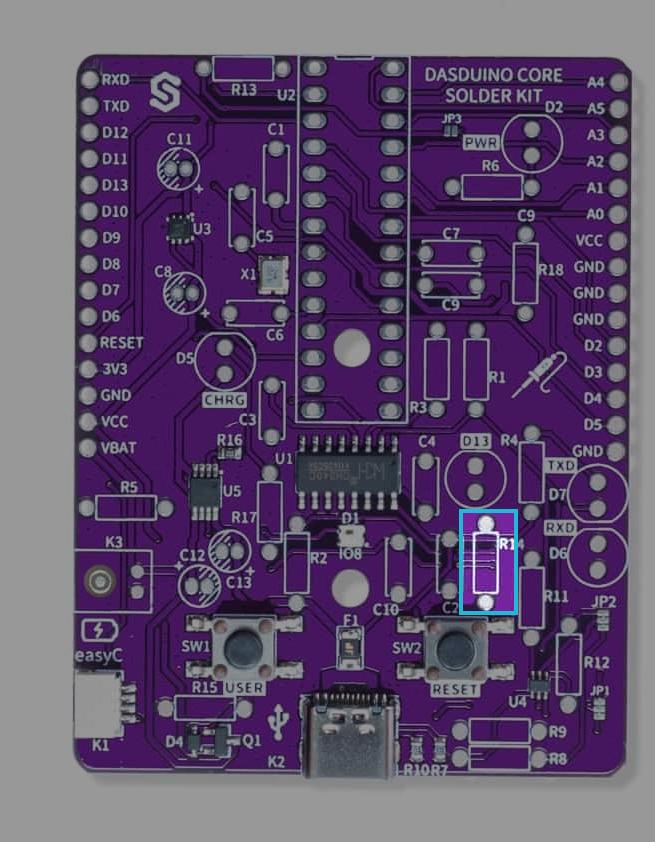 RXD
TXD
D12
D11
D13
D10
D9
D8
D7
D6
RESET
3V3
GND
VCC
VBAT
R13
U2
DASDUINO CORE
SOLDER KIT
A4
A5
A3
A2
A1
A0
VCC
GND
GND
GND
D2
D3
D4
D5
GND
JP3
D2
PWR
R6
C11
C1
U3
C5
X1
C8
C6
C7
C9
C9
R18
D5
CHRG
R3
R1
C3
R16
U1
C4
D13
R4
TXD
D7
R5
U5
R17
D1
IO8
RXD
D6
K3
C12
C13
R2
C10
C2
R14
R11
JP2
easyC
SW1
USER
F1
SW2
RESET
R12
R15
U4
JP1
K1
D4
Q1
K2
R10
R7
R9
R8